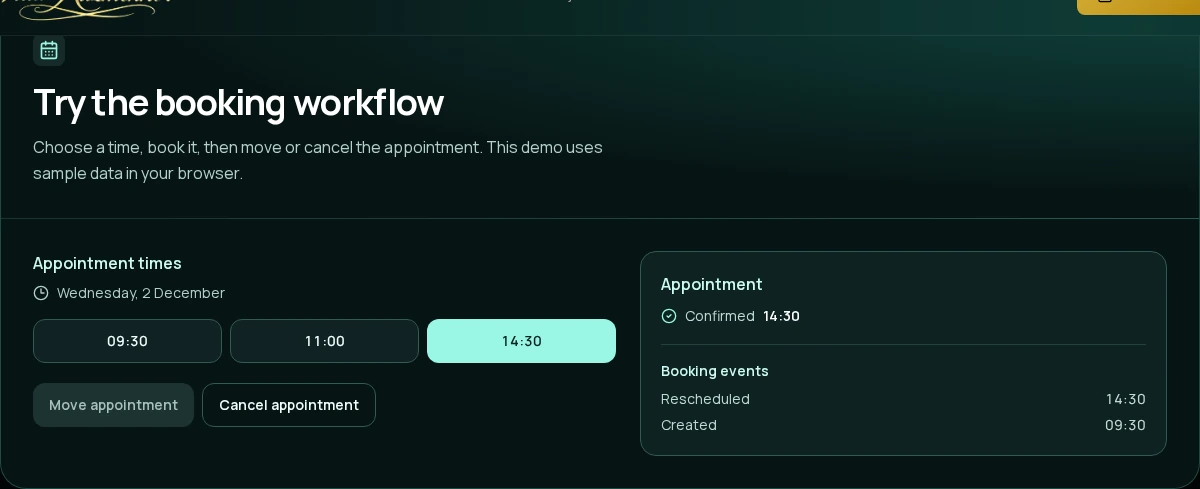 Try the booking workflow
Choose a time, book it, then move or cancel the appointment. This demo uses
sample data in your browser.
Appointment times
Wednesday, 2 December
09:30
11:00
14:30
Move appointment
Cancel appointment
Appointment
Confirmed 14:30
Booking events
Rescheduled 14:30
Created 09:30